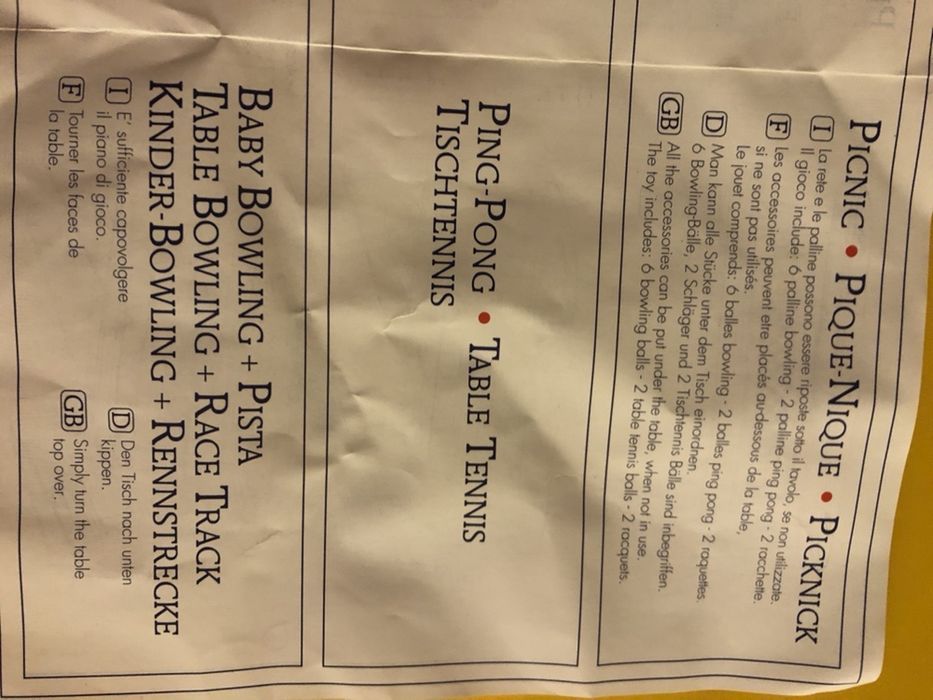 PICNIC • PIQUE-NIQUE • PICKNICK
I La rete e le palline possono essere riposte sotto il tavolo, se non utilizzate.
Il gioco include: 6 palline bowling - 2 palline ping pong - 2 racchette.
F Les accessoires peuvent etre placés au-dessous de la table,
si ne sont pas utilisés.
Le jouet comprends: 6 balles bowling - 2 balles ping pong - 2 raquettes.
D Man kann alle Stücke unter dem Tisch einordnen.
6 Bowling-Bälle, 2 Schläger und 2 Tischtennis Bälle sind inbegriffen.
GB All the accessories can be put under the table, when not in use.
The toy includes: 6 bowling balls - 2 table tennis balls - 2 racquets.
PING-PONG • TABLE TENNIS
TISCHTENNIS
BABY BOWLING + PISTA
TABLE BOWLING + RACE TRACK
KINDER-BOWLING + RENNSTRECKE
I E' sufficiente capovolgere
il piano di gioco.
F Tourner les faces de
la table.
D Den Tisch nach unten
kippen.
GB Simply turn the table
top over.